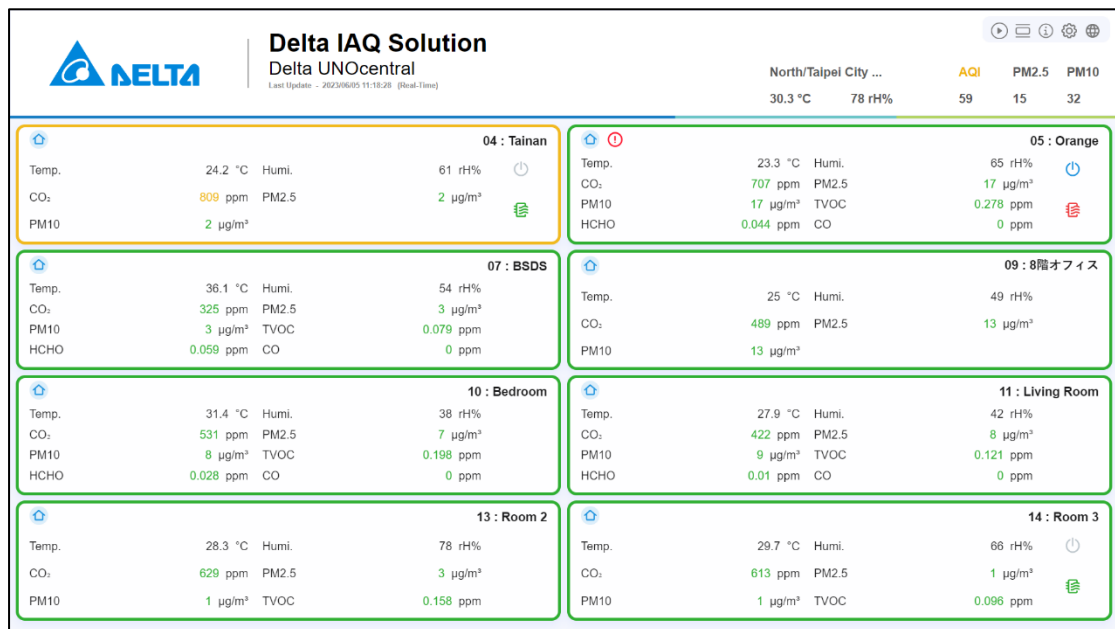 DELTA
Delta IAQ Solution
Delta UNOcentral
Last Update - 2023/06/05 11:18:28 (Real-Time)
North/Taipei City ... AQI PM2.5 PM10
30.3 °C 78 rH% 59 15 32
04 : Tainan
Temp. 24.2 °C Humi. 61 rH%
CO₂ 809 ppm PM2.5 2 µg/m³
PM10 2 µg/m³
05 : Orange
Temp. 23.3 °C Humi. 65 rH%
CO₂ 707 ppm PM2.5 17 µg/m³
PM10 17 µg/m³ TVOC 0.278 ppm
HCHO 0.044 ppm CO 0 ppm
07 : BSDS
Temp. 36.1 °C Humi. 54 rH%
CO₂ 325 ppm PM2.5 3 µg/m³
PM10 3 µg/m³ TVOC 0.079 ppm
HCHO 0.059 ppm CO 0 ppm
09 : 8階オフィス
Temp. 25 °C Humi. 49 rH%
CO₂ 489 ppm PM2.5 13 µg/m³
PM10 13 µg/m³
10 : Bedroom
Temp. 31.4 °C Humi. 38 rH%
CO₂ 531 ppm PM2.5 7 µg/m³
PM10 8 µg/m³ TVOC 0.198 ppm
HCHO 0.028 ppm CO 0 ppm
11 : Living Room
Temp. 27.9 °C Humi. 42 rH%
CO₂ 422 ppm PM2.5 8 µg/m³
PM10 9 µg/m³ TVOC 0.121 ppm
HCHO 0.01 ppm CO 0 ppm
13 : Room 2
Temp. 28.3 °C Humi. 78 rH%
CO₂ 629 ppm PM2.5 3 µg/m³
PM10 1 µg/m³ TVOC 0.158 ppm
14 : Room 3
Temp. 29.7 °C Humi. 66 rH%
CO₂ 613 ppm PM2.5 1 µg/m³
PM10 1 µg/m³ TVOC 0.096 ppm